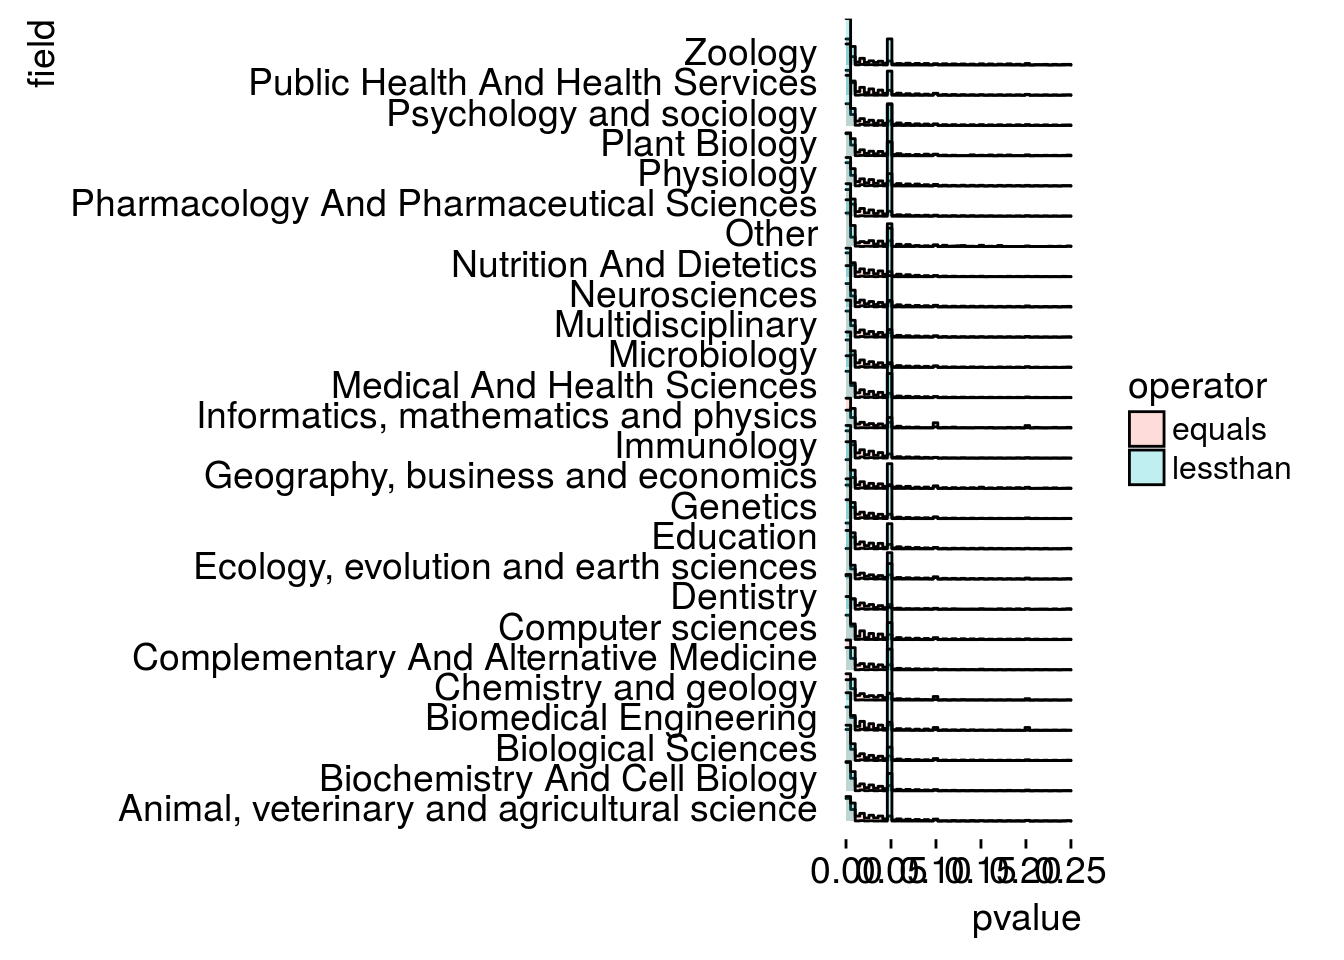 field
Zoology
Public Health And Health Services
Psychology and sociology
Plant Biology
Physiology
Pharmacology And Pharmaceutical Sciences
Other
Nutrition And Dietetics
Neurosciences
Multidisciplinary
Microbiology
Medical And Health Sciences
Informatics, mathematics and physics
Immunology
Geography, business and economics
Genetics
Education
Ecology, evolution and earth sciences
Dentistry
Computer sciences
Complementary And Alternative Medicine
Chemistry and geology
Biomedical Engineering
Biological Sciences
Biochemistry And Cell Biology
Animal, veterinary and agricultural science
0.00 0.05 0.10 0.15 0.20 0.25
pvalue
operator
equals
lessthan